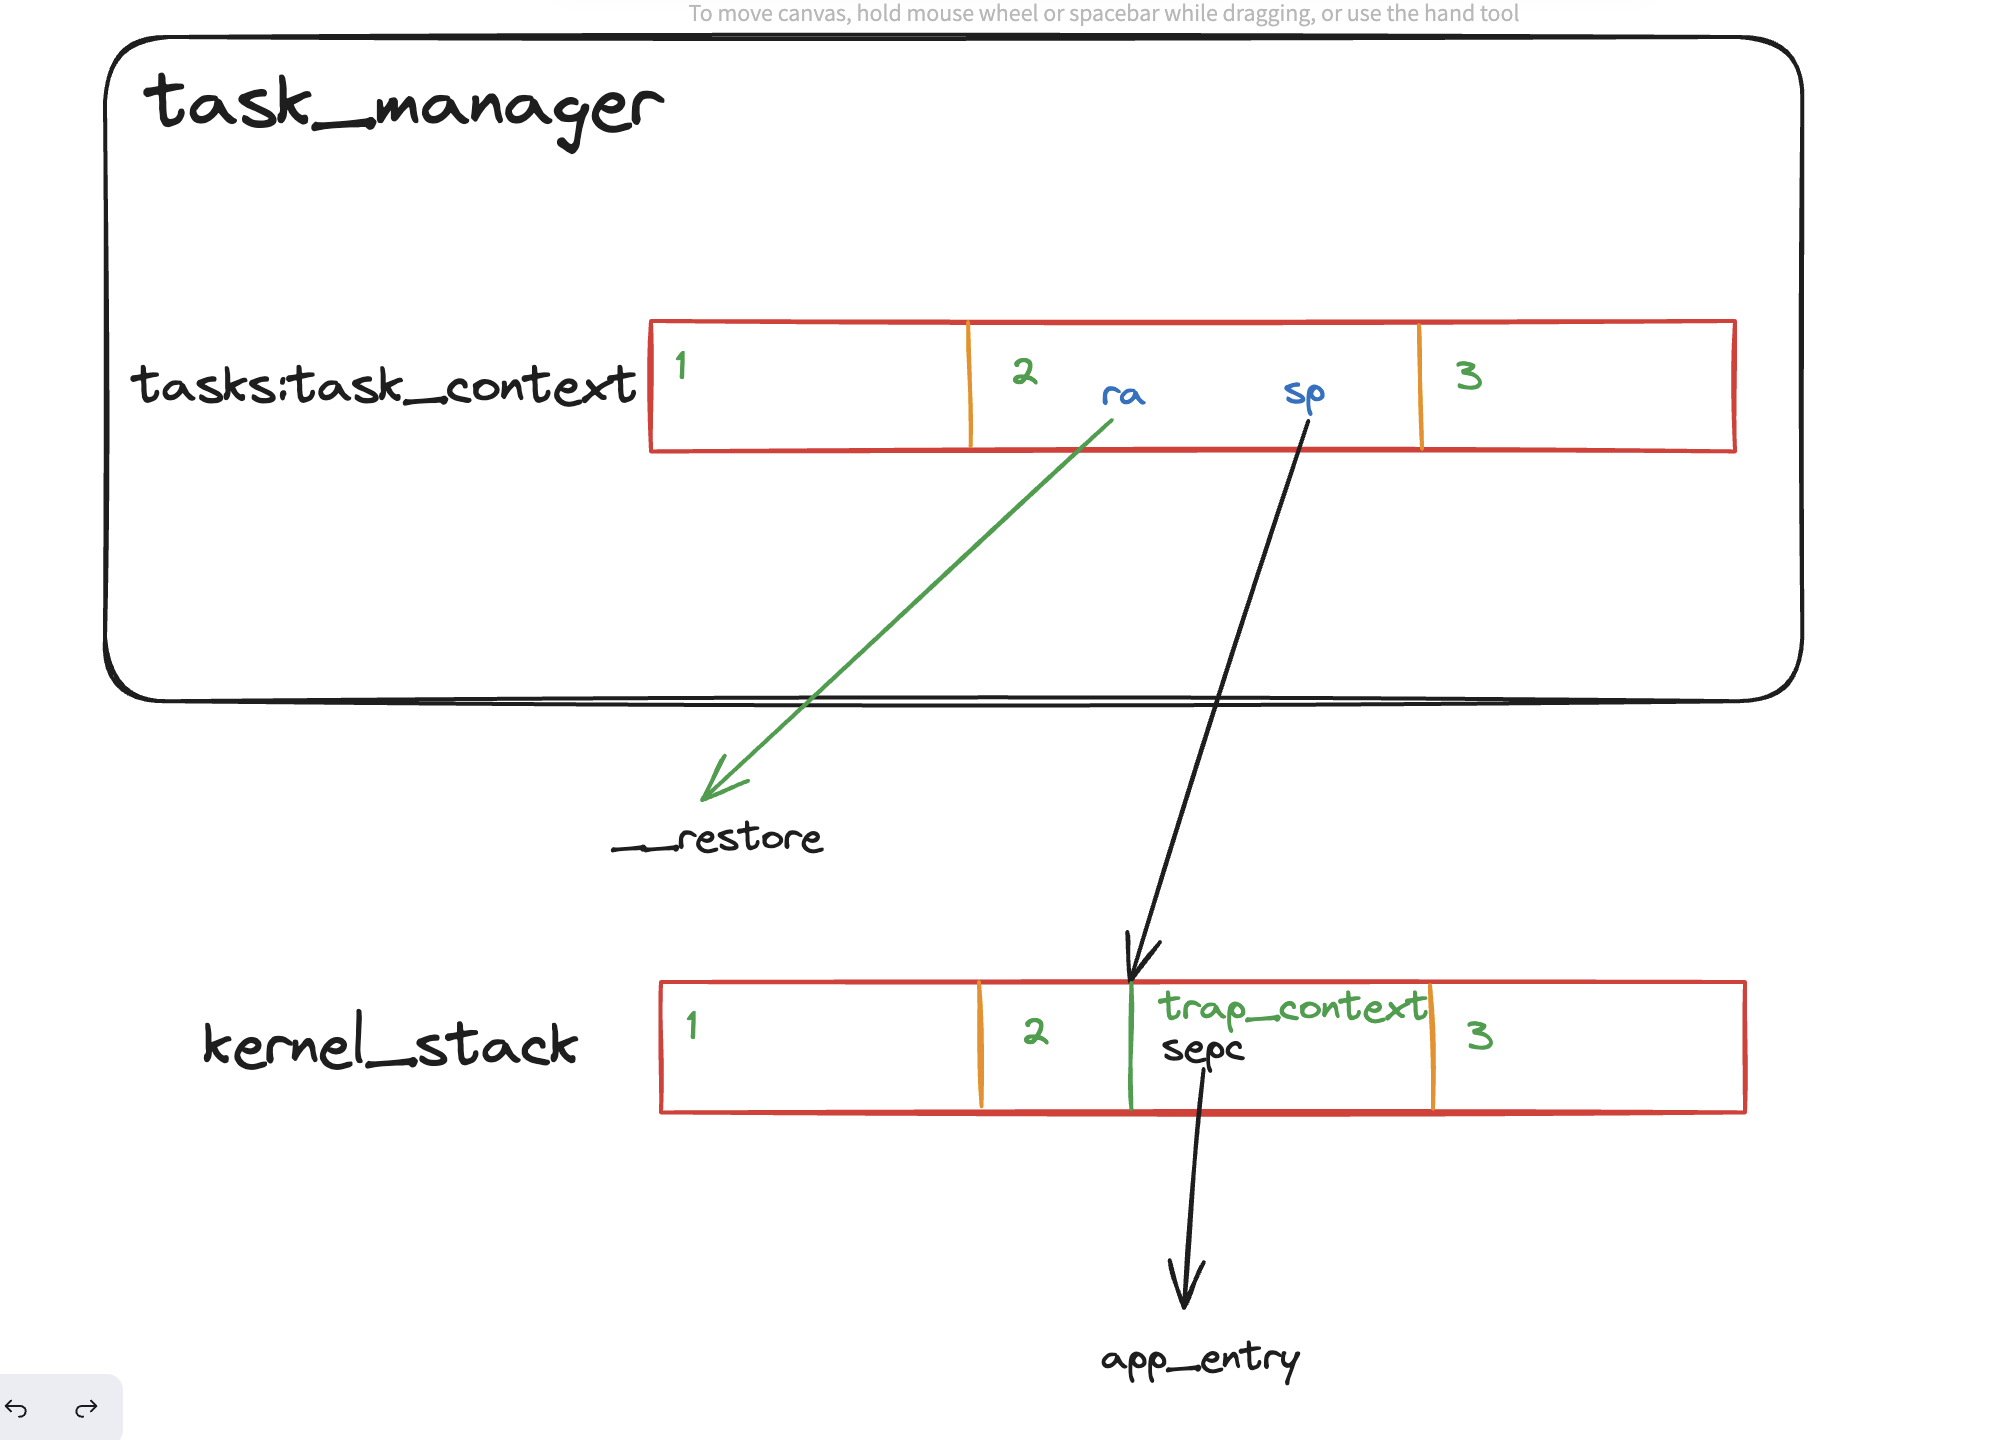 To move canvas, hold mouse wheel or spacebar while dragging, or use the hand tool
task_manager
tasks:task_context
1
2
ra
sp
3
__restore
kernel_stack
1
2
trap_context
sepc
3
app_entry